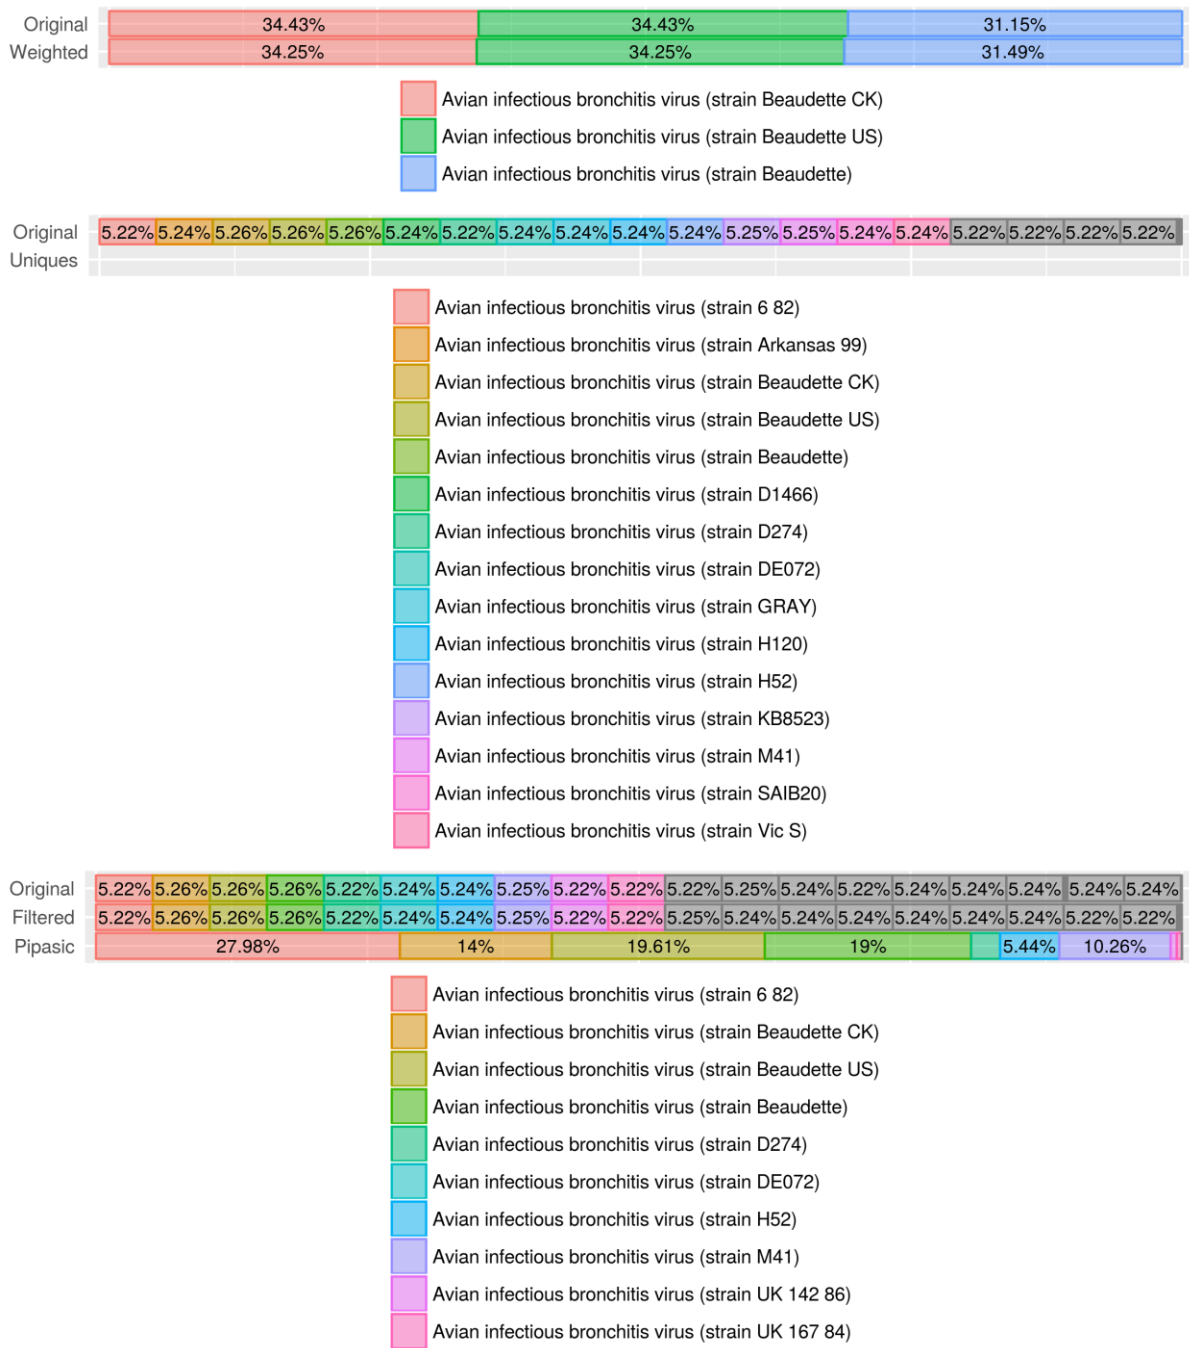 Original 34.43% 34.43% 31.15%
Weighted 34.25% 34.25% 31.49%
Avian infectious bronchitis virus (strain Beaudette CK)
Avian infectious bronchitis virus (strain Beaudette US)
Avian infectious bronchitis virus (strain Beaudette)
Original 5.22% 5.24% 5.26% 5.26% 5.26% 5.24% 5.22% 5.24% 5.24% 5.24% 5.24% 5.25% 5.25% 5.24% 5.24% 5.22% 5.22% 5.22% 5.22%
Uniques
Avian infectious bronchitis virus (strain 6 82)
Avian infectious bronchitis virus (strain Arkansas 99)
Avian infectious bronchitis virus (strain Beaudette CK)
Avian infectious bronchitis virus (strain Beaudette US)
Avian infectious bronchitis virus (strain Beaudette)
Avian infectious bronchitis virus (strain D1466)
Avian infectious bronchitis virus (strain D274)
Avian infectious bronchitis virus (strain DE072)
Avian infectious bronchitis virus (strain GRAY)
Avian infectious bronchitis virus (strain H120)
Avian infectious bronchitis virus (strain H52)
Avian infectious bronchitis virus (strain KB8523)
Avian infectious bronchitis virus (strain M41)
Avian infectious bronchitis virus (strain SAIB20)
Avian infectious bronchitis virus (strain Vic S)
Original 5.22% 5.26% 5.26% 5.26% 5.22% 5.24% 5.24% 5.25% 5.22% 5.22% 5.22% 5.25% 5.24% 5.22% 5.24% 5.24% 5.24% 5.24% 5.24%
Filtered 5.22% 5.26% 5.26% 5.26% 5.22% 5.24% 5.24% 5.25% 5.22% 5.22% 5.25% 5.24% 5.24% 5.24% 5.24% 5.24% 5.24% 5.22% 5.22%
Pipasic 27.98% 14% 19.61% 19% 5.44% 10.26%
Avian infectious bronchitis virus (strain 6 82)
Avian infectious bronchitis virus (strain Beaudette CK)
Avian infectious bronchitis virus (strain Beaudette US)
Avian infectious bronchitis virus (strain Beaudette)
Avian infectious bronchitis virus (strain D274)
Avian infectious bronchitis virus (strain DE072)
Avian infectious bronchitis virus (strain H52)
Avian infectious bronchitis virus (strain M41)
Avian infectious bronchitis virus (strain UK 142 86)
Avian infectious bronchitis virus (strain UK 167 84)